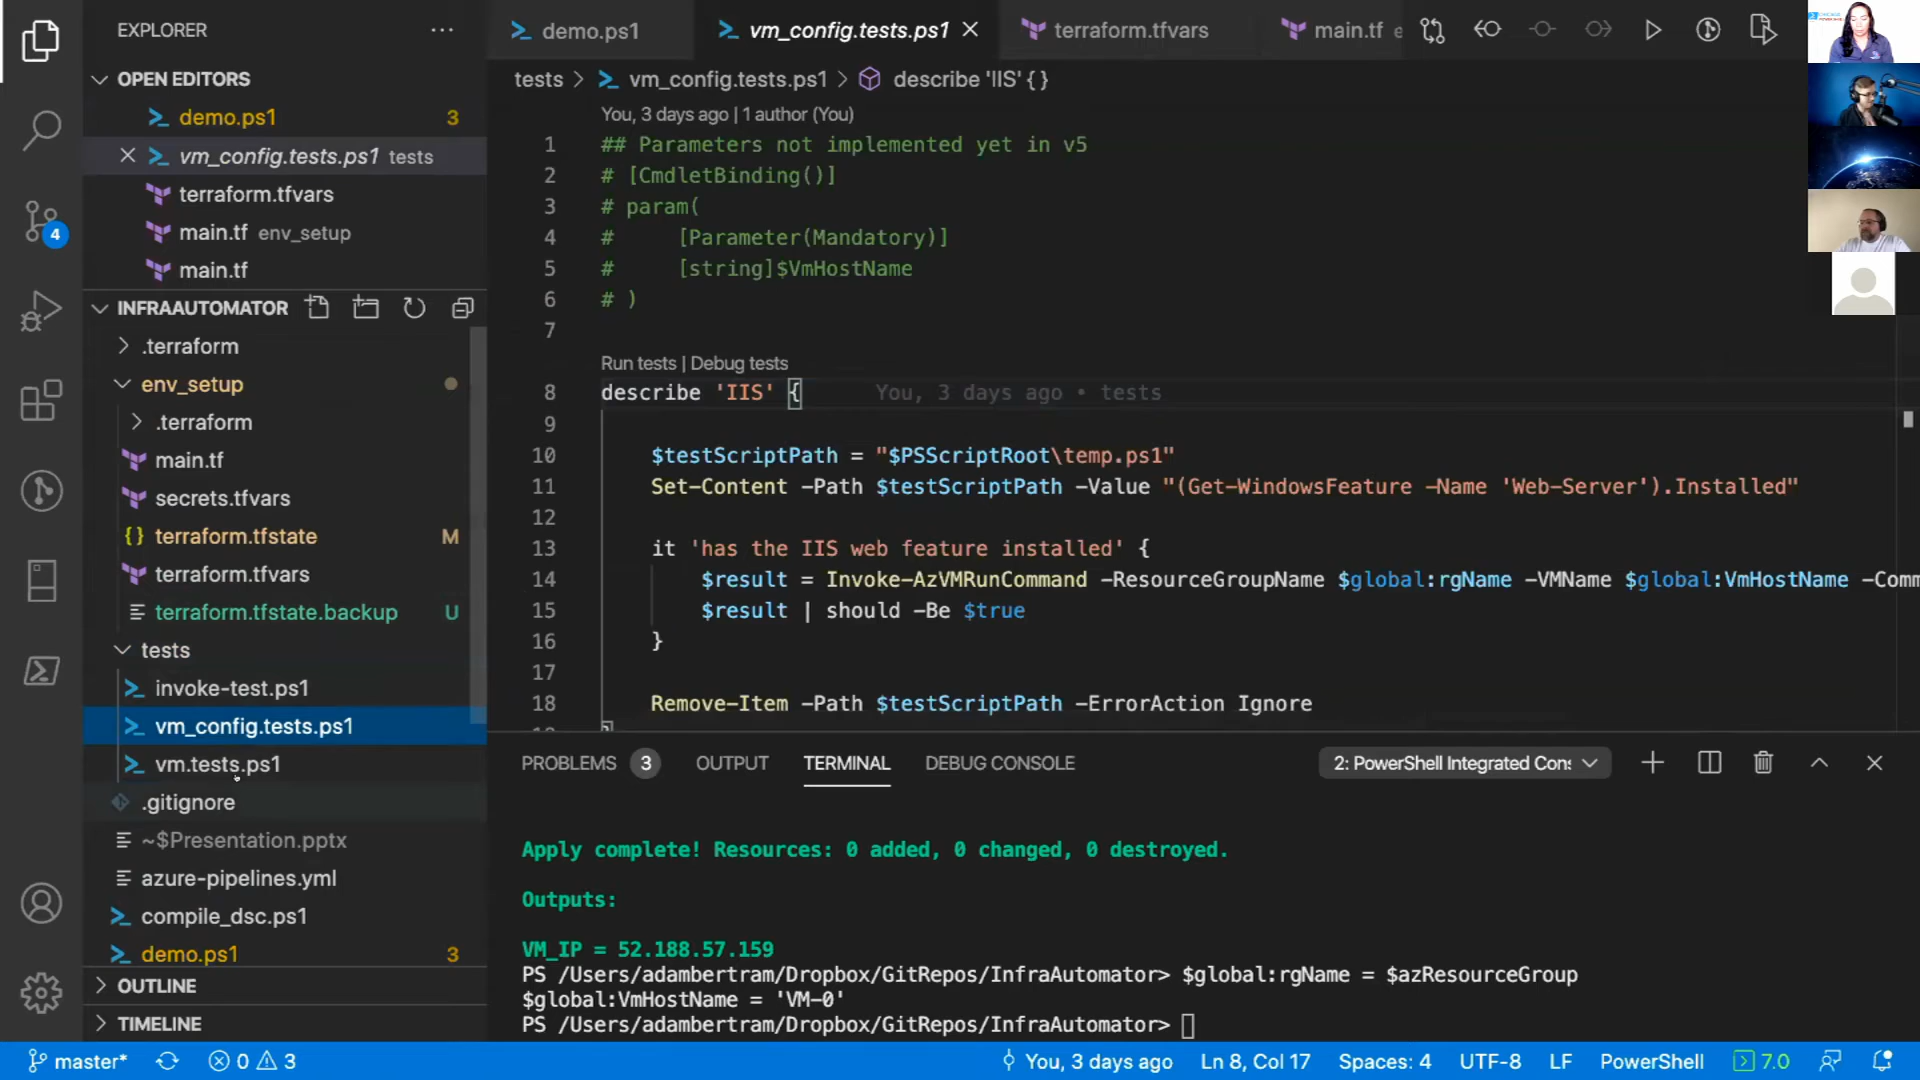 EXPLORER
OPEN EDITORS
demo.ps1 3
vm_config.tests.ps1 tests
terraform.tfvars
main.tf env_setup
main.tf
INFRAAUTOMATOR
.terraform
env_setup
.terraform
main.tf
secrets.tfvars
{} terraform.tfstate M
terraform.tfvars
terraform.tfstate.backup U
tests
invoke-test.ps1
vm_config.tests.ps1
vm.tests.ps1
.gitignore
~$Presentation.pptx
azure-pipelines.yml
compile_dsc.ps1
demo.ps1 3
OUTLINE
TIMELINE
4
demo.ps1
vm_config.tests.ps1
terraform.tfvars
main.tf e
tests > vm_config.tests.ps1 > describe 'IIS' { }
You, 3 days ago | 1 author (You)
1 ## Parameters not implemented yet in v5
2 # [CmdletBinding()]
3 # param(
4 # [Parameter(Mandatory)]
5 # [string]$VmHostName
6 # )
7
Run tests | Debug tests
8 describe 'IIS' { You, 3 days ago • tests
9
10 $testScriptPath = "$PSScriptRoot\temp.ps1"
11 Set-Content -Path $testScriptPath -Value "(Get-WindowsFeature -Name 'Web-Server').Installed"
12
13 it 'has the IIS web feature installed' {
14 $result = Invoke-AzVMRunCommand -ResourceGroupName $global:rgName -VMName $global:VmHostName -Comm
15 $result | should -Be $true
16 }
17
18 Remove-Item -Path $testScriptPath -ErrorAction Ignore
PROBLEMS 3 OUTPUT TERMINAL DEBUG CONSOLE 2: PowerShell Integrated Cons
Apply complete! Resources: 0 added, 0 changed, 0 destroyed.
Outputs:
VM_IP = 52.188.57.159
PS /Users/adambertram/Dropbox/GitRepos/InfraAutomator> $global:rgName = $azResourceGroup
$global:VmHostName = 'VM-0'
PS /Users/adambertram/Dropbox/GitRepos/InfraAutomator>
master* 0 3 You, 3 days ago Ln 8, Col 17 Spaces: 4 UTF-8 LF PowerShell 7.0